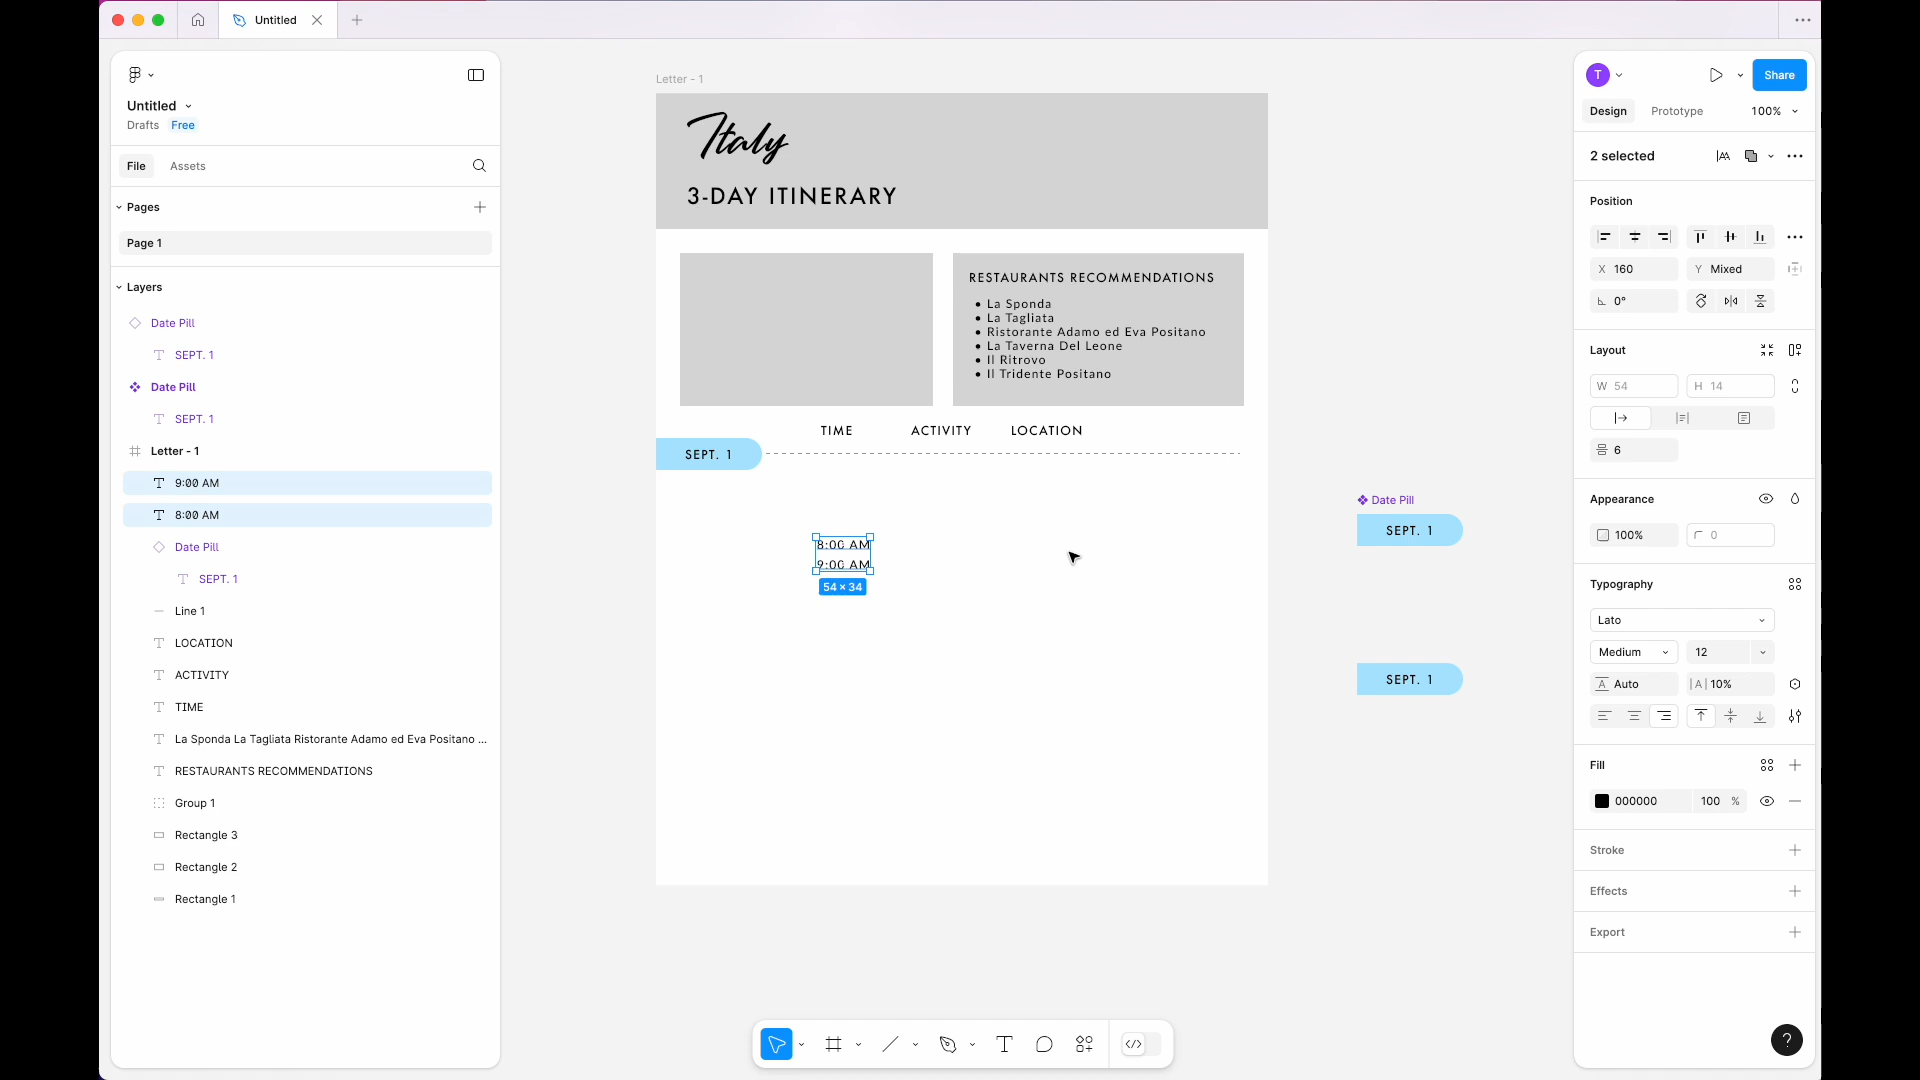 Untitled
Untitled
Drafts Free
File Assets
Pages
Page 1
Layers
Date Pill
SEPT. 1
Date Pill
SEPT. 1
Letter - 1
9:00 AM
8:00 AM
Date Pill
SEPT. 1
Line 1
LOCATION
ACTIVITY
TIME
La Sponda La Tagliata Ristorante Adamo ed Eva Positano ...
RESTAURANTS RECOMMENDATIONS
Group 1
Rectangle 3
Rectangle 2
Rectangle 1
Letter - 1
Italy
3-DAY ITINERARY
RESTAURANTS RECOMMENDATIONS
• La Sponda
• La Tagliata
• Ristorante Adamo ed Eva Positano
• La Taverna Del Leone
• Il Ritrovo
• Il Tridente Positano
TIME ACTIVITY LOCATION
SEPT. 1
8:00 AM
9:00 AM
54 × 34
Date Pill
SEPT. 1
SEPT. 1
T Share
Design Prototype 100%
2 selected
Position
X 160 Y Mixed
0°
Layout
W 54 H 14
6
Appearance
100% 0
Typography
Lato
Medium 12
A Auto |A| 10%
Fill
000000 100 %
Stroke
Effects
Export
?